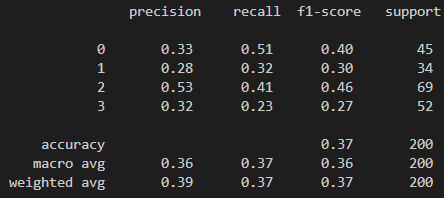 precision recall f1-score support
0 0.33 0.51 0.40 45
1 0.28 0.32 0.30 34
2 0.53 0.41 0.46 69
3 0.32 0.23 0.27 52
accuracy 0.37 200
macro avg 0.36 0.37 0.36 200
weighted avg 0.39 0.37 0.37 200